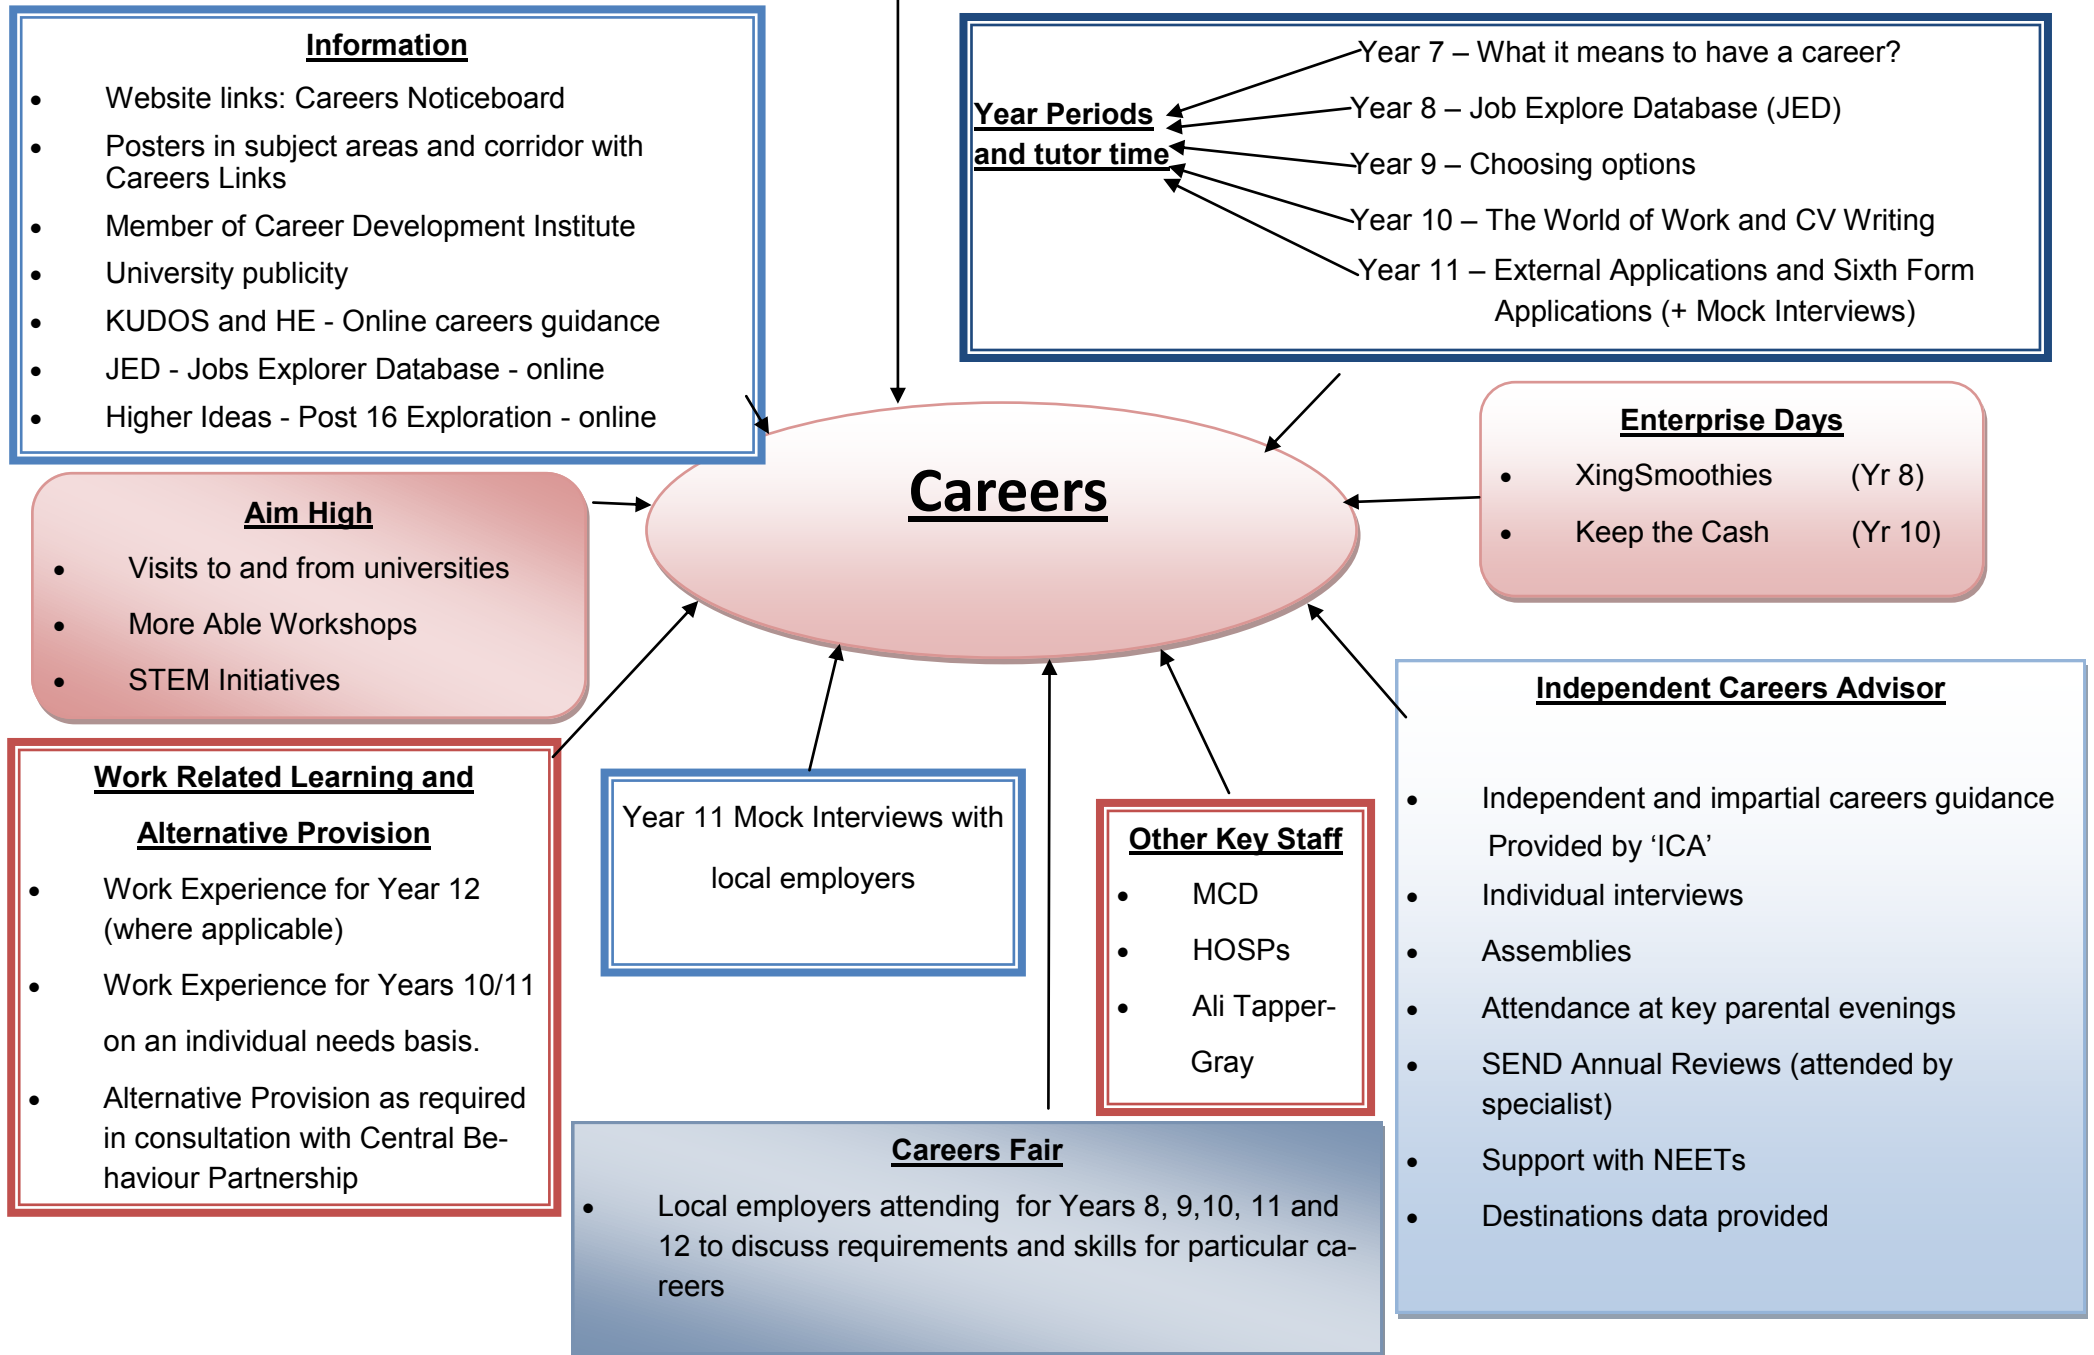 Information
• Website links: Careers Noticeboard
• Posters in subject areas and corridor with
Careers Links
• Member of Career Development Institute
• University publicity
• KUDOS and HE - Online careers guidance
• JED - Jobs Explorer Database - online
• Higher Ideas - Post 16 Exploration - online
Year Periods
and tutor time
Year 7 – What it means to have a career?
Year 8 – Job Explore Database (JED)
Year 9 – Choosing options
Year 10 – The World of Work and CV Writing
Year 11 – External Applications and Sixth Form
Applications (+ Mock Interviews)
Careers
Enterprise Days
• XingSmoothies (Yr 8)
• Keep the Cash (Yr 10)
Aim High
• Visits to and from universities
• More Able Workshops
• STEM Initiatives
Work Related Learning and
Alternative Provision
• Work Experience for Year 12
(where applicable)
• Work Experience for Years 10/11
on an individual needs basis.
• Alternative Provision as required
in consultation with Central Be-
haviour Partnership
Year 11 Mock Interviews with
local employers
Other Key Staff
• MCD
• HOSPs
• Ali Tapper-
Gray
Independent Careers Advisor
• Independent and impartial careers guidance
Provided by ‘ICA’
• Individual interviews
• Assemblies
• Attendance at key parental evenings
• SEND Annual Reviews (attended by
specialist)
• Support with NEETs
• Destinations data provided
Careers Fair
• Local employers attending for Years 8, 9,10, 11 and
12 to discuss requirements and skills for particular ca-
reers